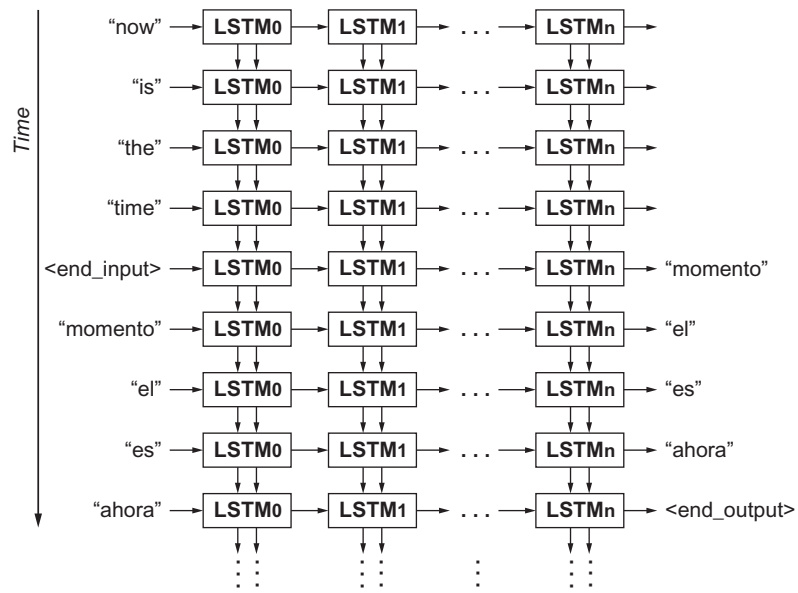 Time
“now” LSTM0 LSTM1 . . . LSTMn
“is” LSTM0 LSTM1 . . . LSTMn
“the” LSTM0 LSTM1 . . . LSTMn
“time” LSTM0 LSTM1 . . . LSTMn
<end_input> LSTM0 LSTM1 . . . LSTMn “momento”
“momento” LSTM0 LSTM1 . . . LSTMn “el”
“el” LSTM0 LSTM1 . . . LSTMn “es”
“es” LSTM0 LSTM1 . . . LSTMn “ahora”
“ahora” LSTM0 LSTM1 . . . LSTMn <end_output>